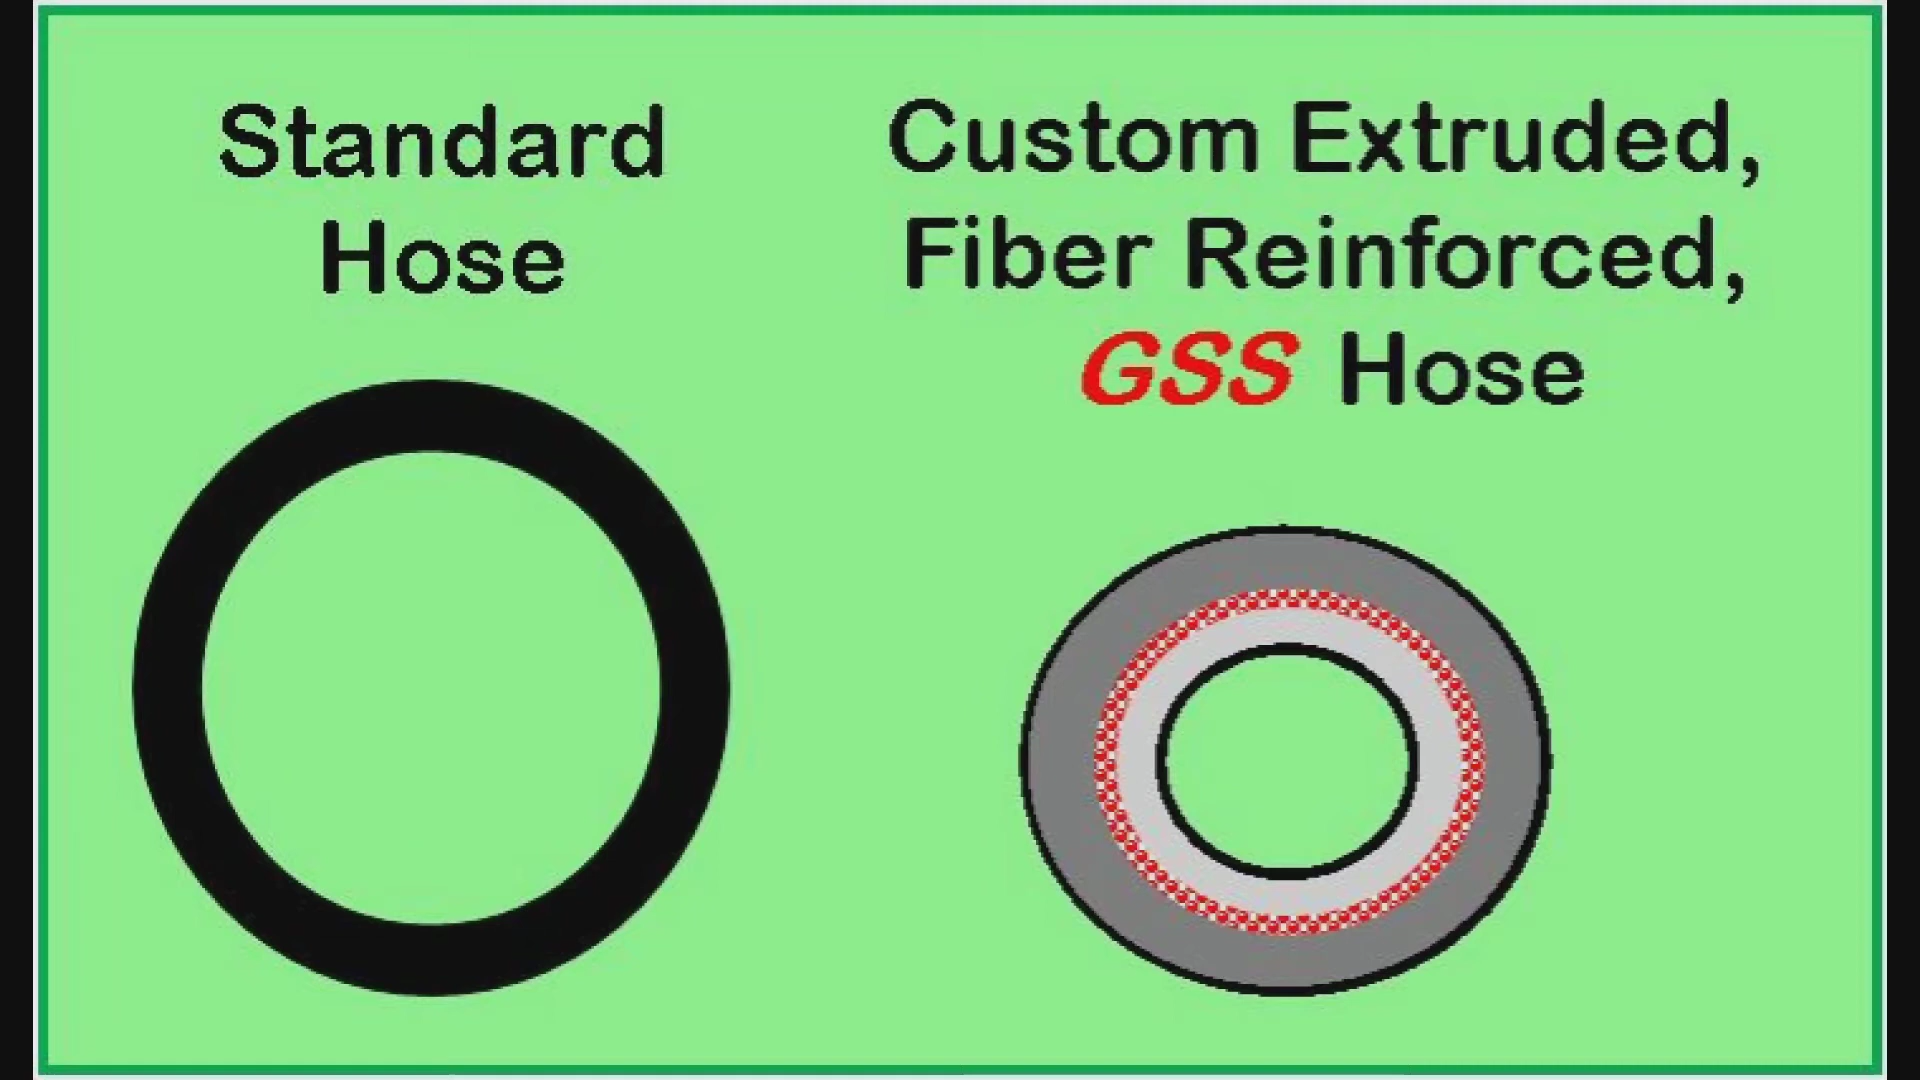 Standard
Hose
Custom Extruded,
Fiber Reinforced,
GSS Hose